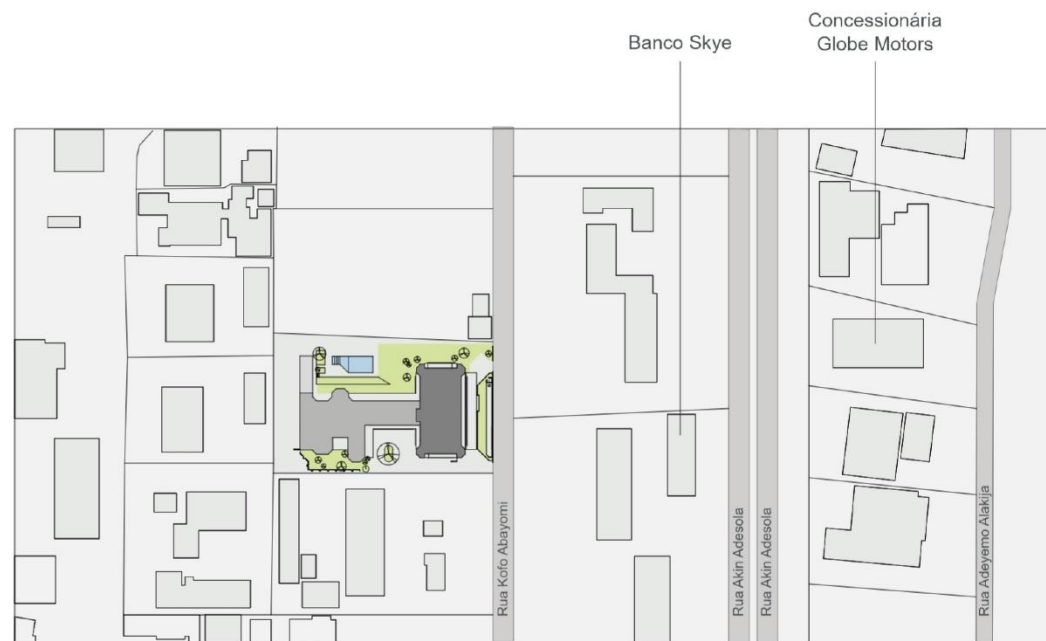 Concessionária
Globe Motors
Banco Skye
Rua Kofo Abayomi
Rua Akin Adesola
Rua Akin Adesola
Rua Adeyemo Alakija